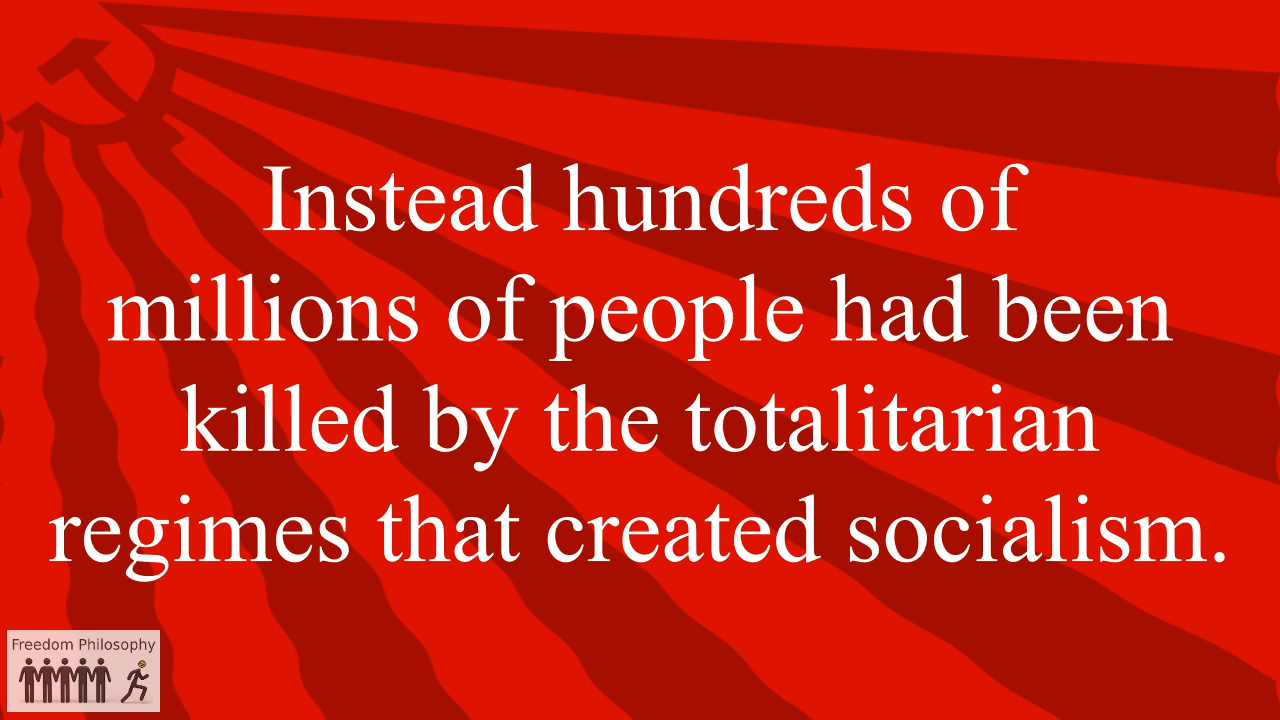 Instead hundreds of
millions of people had been
killed by the totalitarian
regimes that created socialism.
Freedom Philosophy